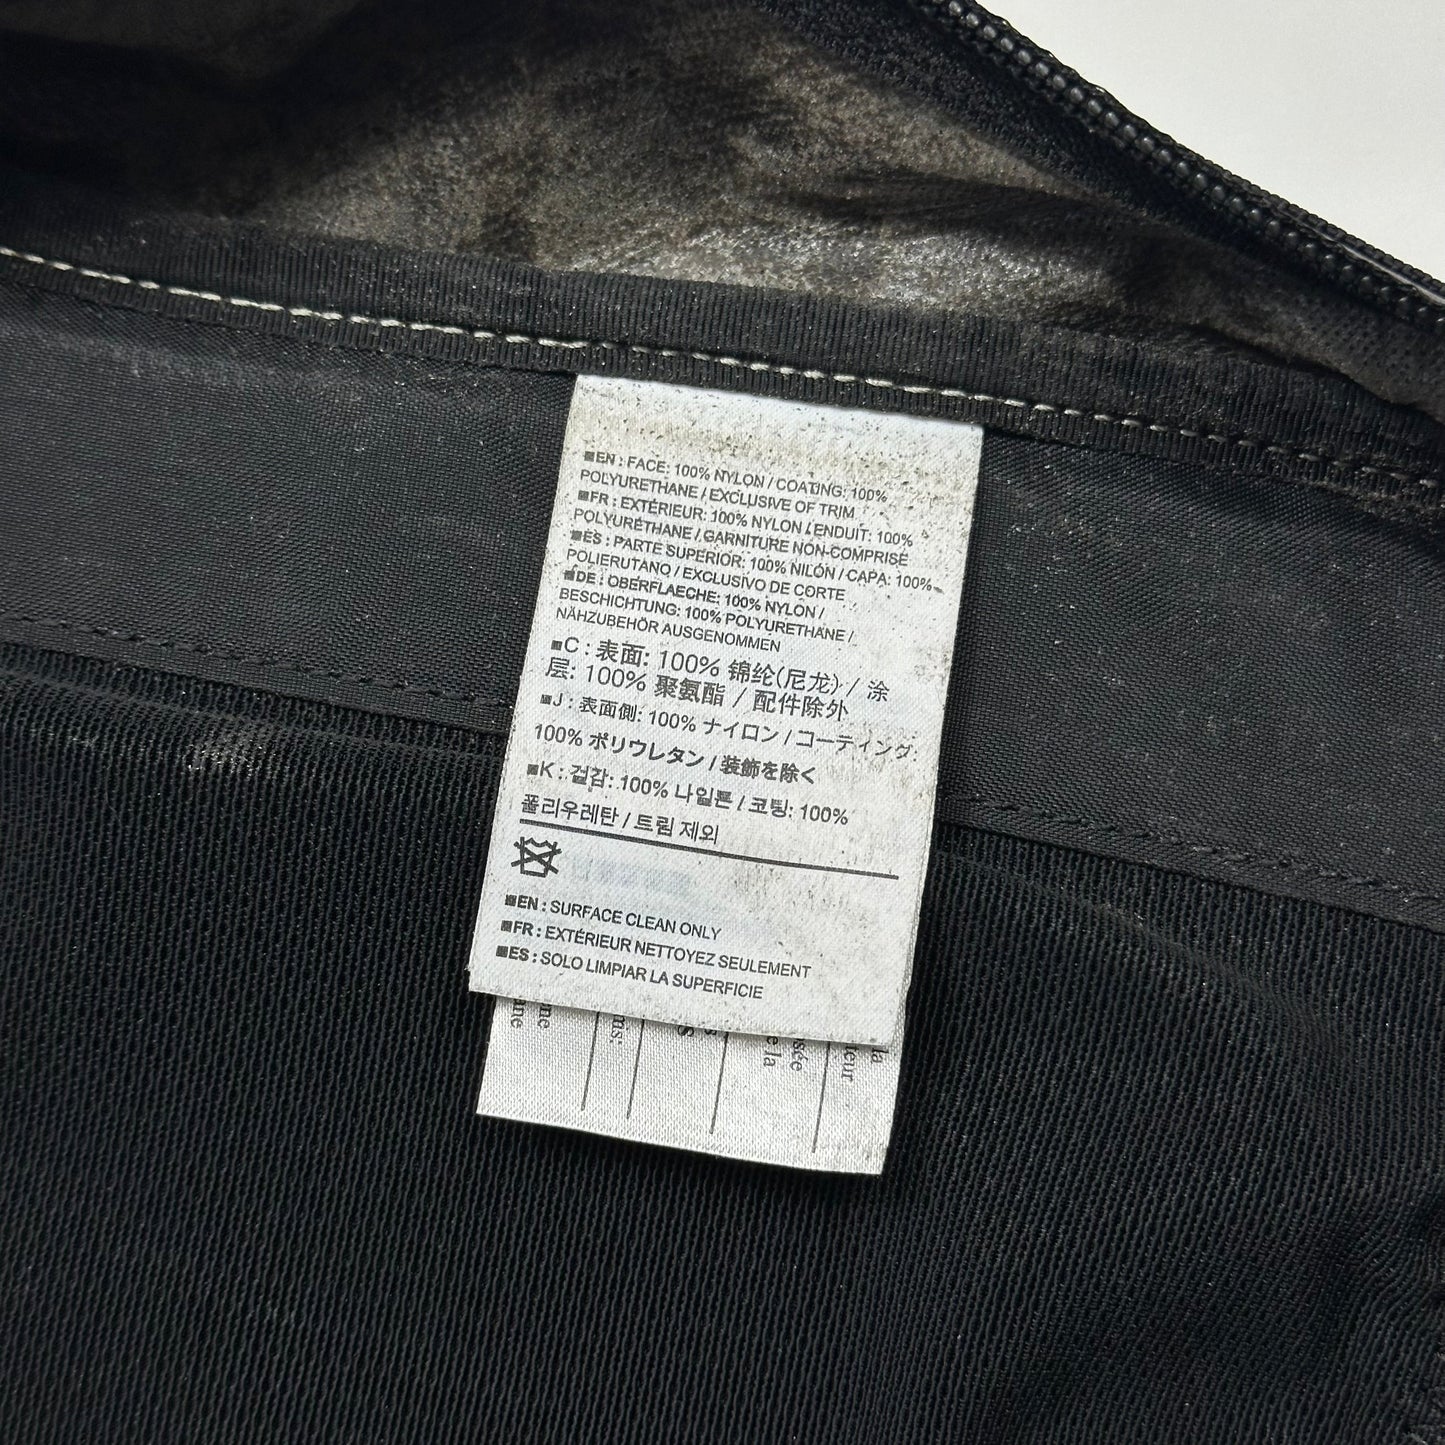 ■EN : FACE: 100% NYLON / COATING: 100%
POLYURETHANE / EXCLUSIVE OF TRIM
■FR : EXTÉRIEUR: 100% NYLON / ENDUIT: 100%
POLYURÉTHANE / GARNITURE NON-COMPRISE
■ES : PARTE SUPERIOR: 100% NILÓN / CAPA: 100%
POLIERUTANO / EXCLUSIVO DE CORTE
■DE : OBERFLAECHE: 100% NYLON /
BESCHICHTUNG: 100% POLYURETHANE /
NÄHZUBEHÖR AUSGENOMMEN
■C : 表面: 100% 锦纶(尼龙) / 涂
层: 100% 聚氨酯 / 配件除外
■J : 表面側: 100% ナイロン / コーティング:
100% ポリウレタン / 装飾を除く
■K : 겉감: 100% 나일론 / 코팅: 100%
폴리우레탄 / 트림 제외
■EN : SURFACE CLEAN ONLY
■FR : EXTÉRIEUR NETTOYEZ SEULEMENT
■ES : SOLO LIMPIAR LA SUPERFICIE